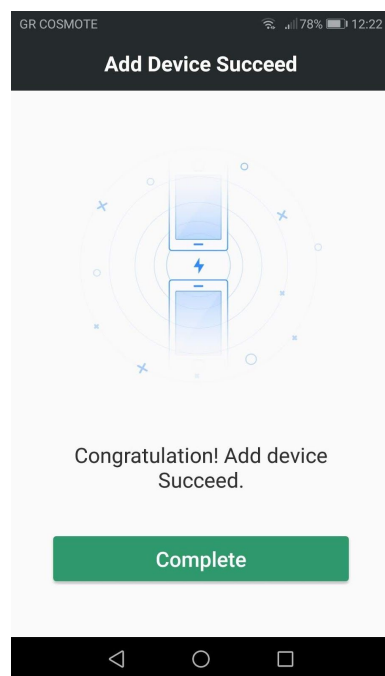 GR COSMOTE 78% 12:22
Add Device Succeed
Congratulation! Add device
Succeed.
Complete